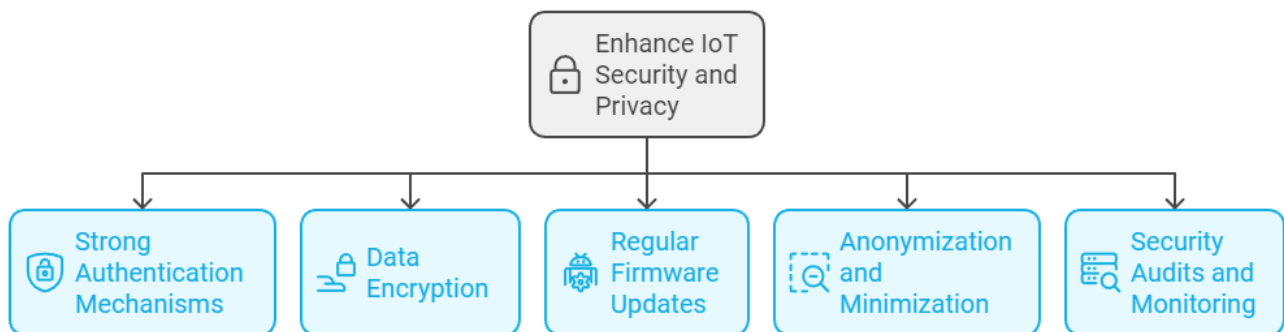 Enhance IoT
Security and
Privacy
Strong
Authentication
Mechanisms
Data
Encryption
Regular
Firmware
Updates
Anonymization
and
Minimization
Security
Audits and
Monitoring